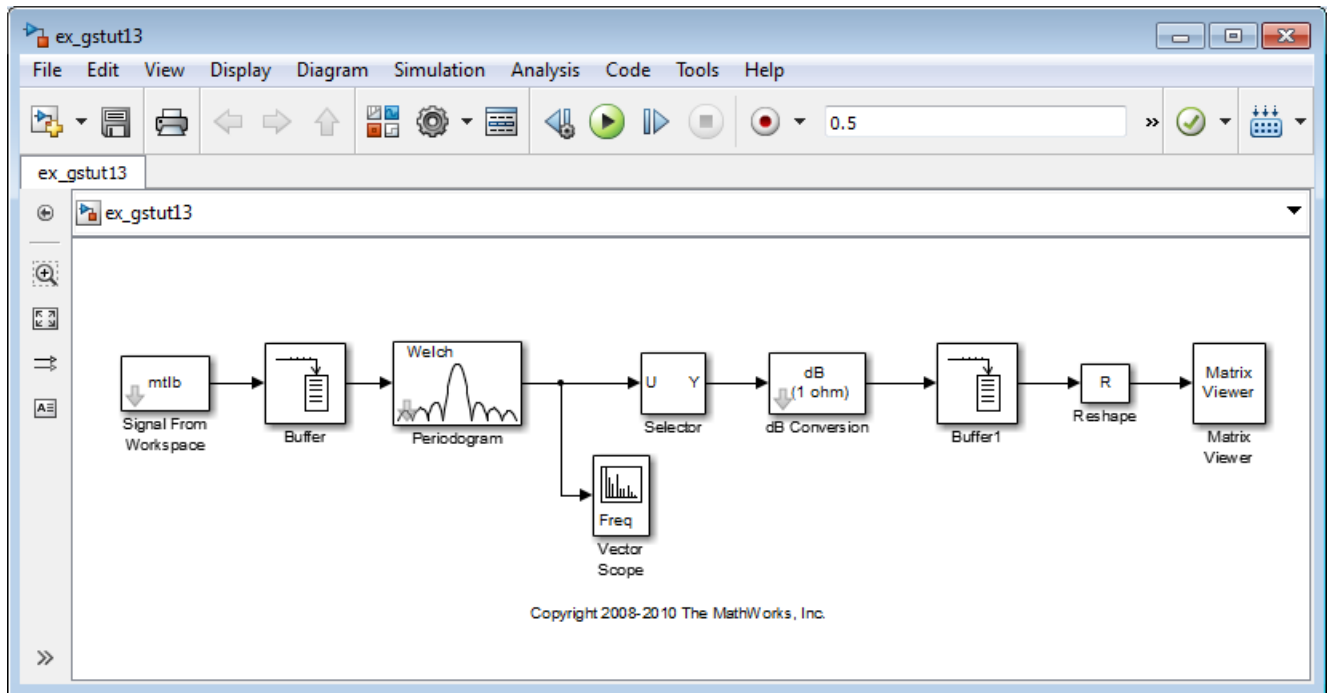 ex_gstut13
File Edit View Display Diagram Simulation Analysis Code Tools Help
0.5
ex_gstut13
ex_gstut13
mtlb
Signal From
Workspace
Buffer
Welch
Periodogram
U Y
Selector
dB
(1 ohm)
dB Conversion
Buffer1
R
Reshape
Matrix
Viewer
Matrix
Viewer
Freq
Vector
Scope
Copyright 2008-2010 The MathWorks, Inc.